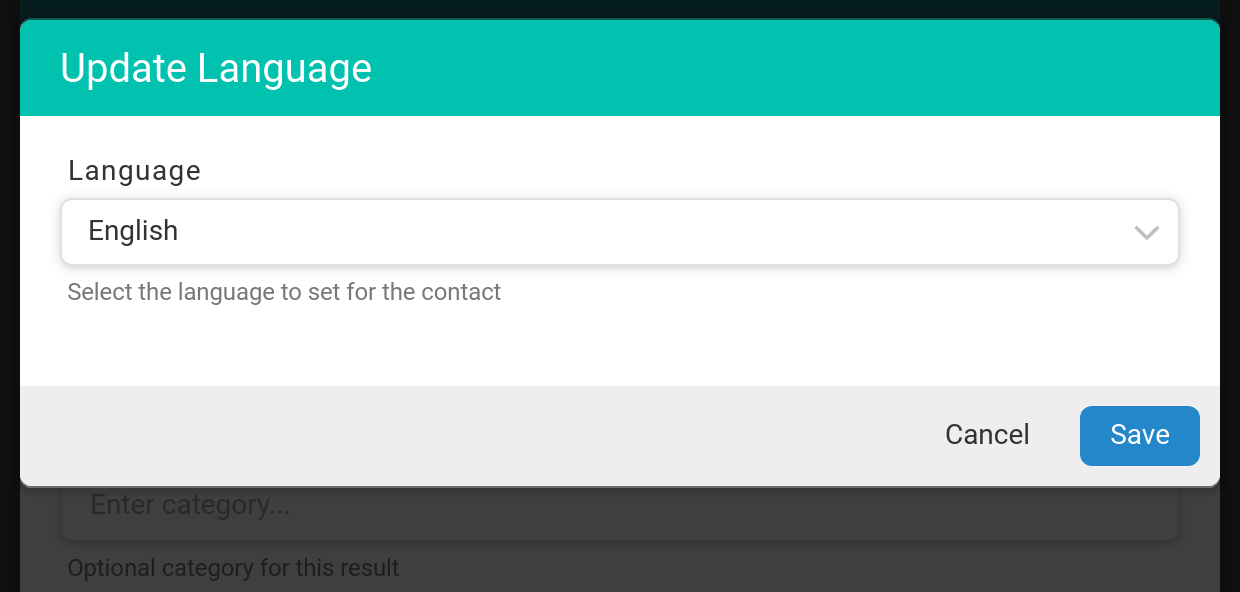 Update Language
Language
English
Select the language to set for the contact
Cancel
Save
Enter category...
Optional category for this result